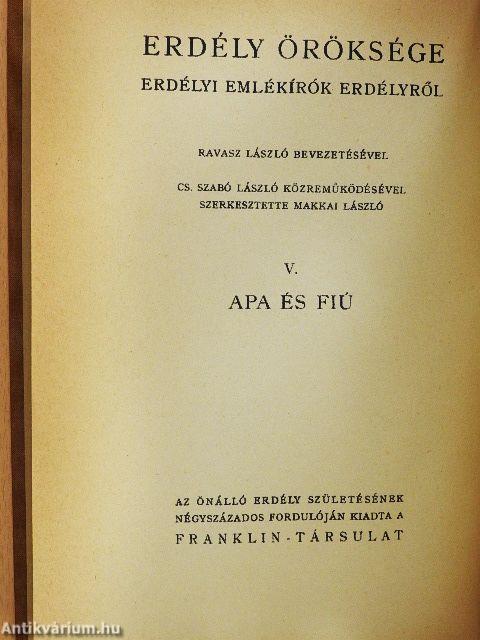 ERDÉLY ÖRÖKSÉGE
ERDÉLYI EMLÉKÍRÓK ERDÉLYRŐL
RAVASZ LÁSZLÓ BEVEZETÉSÉVEL
CS. SZABÓ LÁSZLÓ KÖZREMŰKÖDÉSÉVEL
SZERKESZTETTE MAKKAI LÁSZLÓ
V.
APA ÉS FIÚ
AZ ÖNÁLLÓ ERDÉLY SZÜLETÉSÉNEK
NÉGYSZÁZADOS FORDULÓJÁN KIADTA A
FRANKLIN-TÁRSULAT
Antikvárium.hu